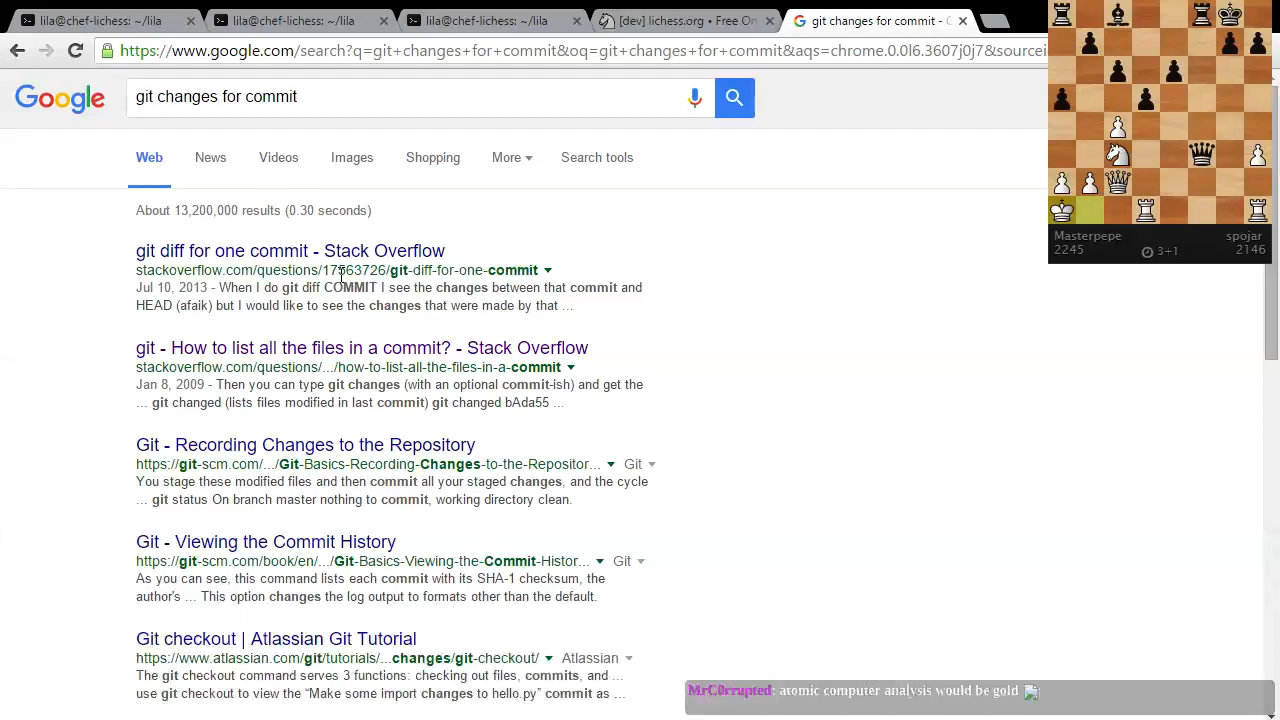 lila@chef-lichess: ~/lila
lila@chef-lichess: ~/lila
lila@chef-lichess: ~/lila
[dev] lichess.org • Free On
git changes for commit - G
https://www.google.com/search?q=git+changes+for+commit&oq=git+changes+for+commit&aqs=chrome.0.0l6.3607j0j7&sourcei
Google
git changes for commit
Web News Videos Images Shopping More Search tools
About 13,200,000 results (0.30 seconds)
git diff for one commit - Stack Overflow
stackoverflow.com/questions/17563726/git-diff-for-one-commit
Jul 10, 2013 - When I do git diff COMMIT I see the changes between that commit and
HEAD (afaik) but I would like to see the changes that were made by that ...
git - How to list all the files in a commit? - Stack Overflow
stackoverflow.com/questions/.../how-to-list-all-the-files-in-a-commit
Jan 8, 2009 - Then you can type git changes (with an optional commit-ish) and get the
... git changed (lists files modified in last commit) git changed bAda55 ...
Git - Recording Changes to the Repository
https://git-scm.com/.../Git-Basics-Recording-Changes-to-the-Repositor... Git
You stage these modified files and then commit all your staged changes, and the cycle
... git status On branch master nothing to commit, working directory clean.
Git - Viewing the Commit History
https://git-scm.com/book/en/.../Git-Basics-Viewing-the-Commit-Histor... Git
As you can see, this command lists each commit with its SHA-1 checksum, the
author's ... This option changes the log output to formats other than the default.
Git checkout | Atlassian Git Tutorial
https://www.atlassian.com/git/tutorials/...changes/git-checkout/ Atlassian
The git checkout command serves 3 functions: checking out files, commits, and ...
use git checkout to view the “Make some import changes to hello.py” commit as ...
Masterpepe spojar
2245 3+1 2146
MrC0rrupted: atomic computer analysis would be gold